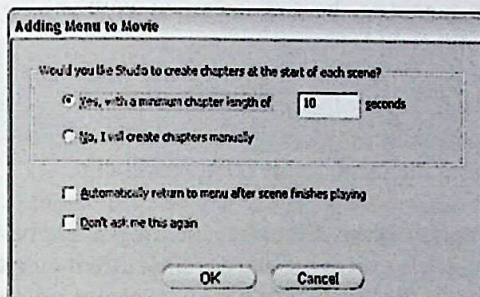 Adding Menu to Movie
Would you like Studio to create chapters at the start of each scene?
Yes, with a minimum chapter length of 10 seconds
No, I will create chapters manually
Automatically return to menu after scene finishes playing
Don't ask me this again
OK Cancel